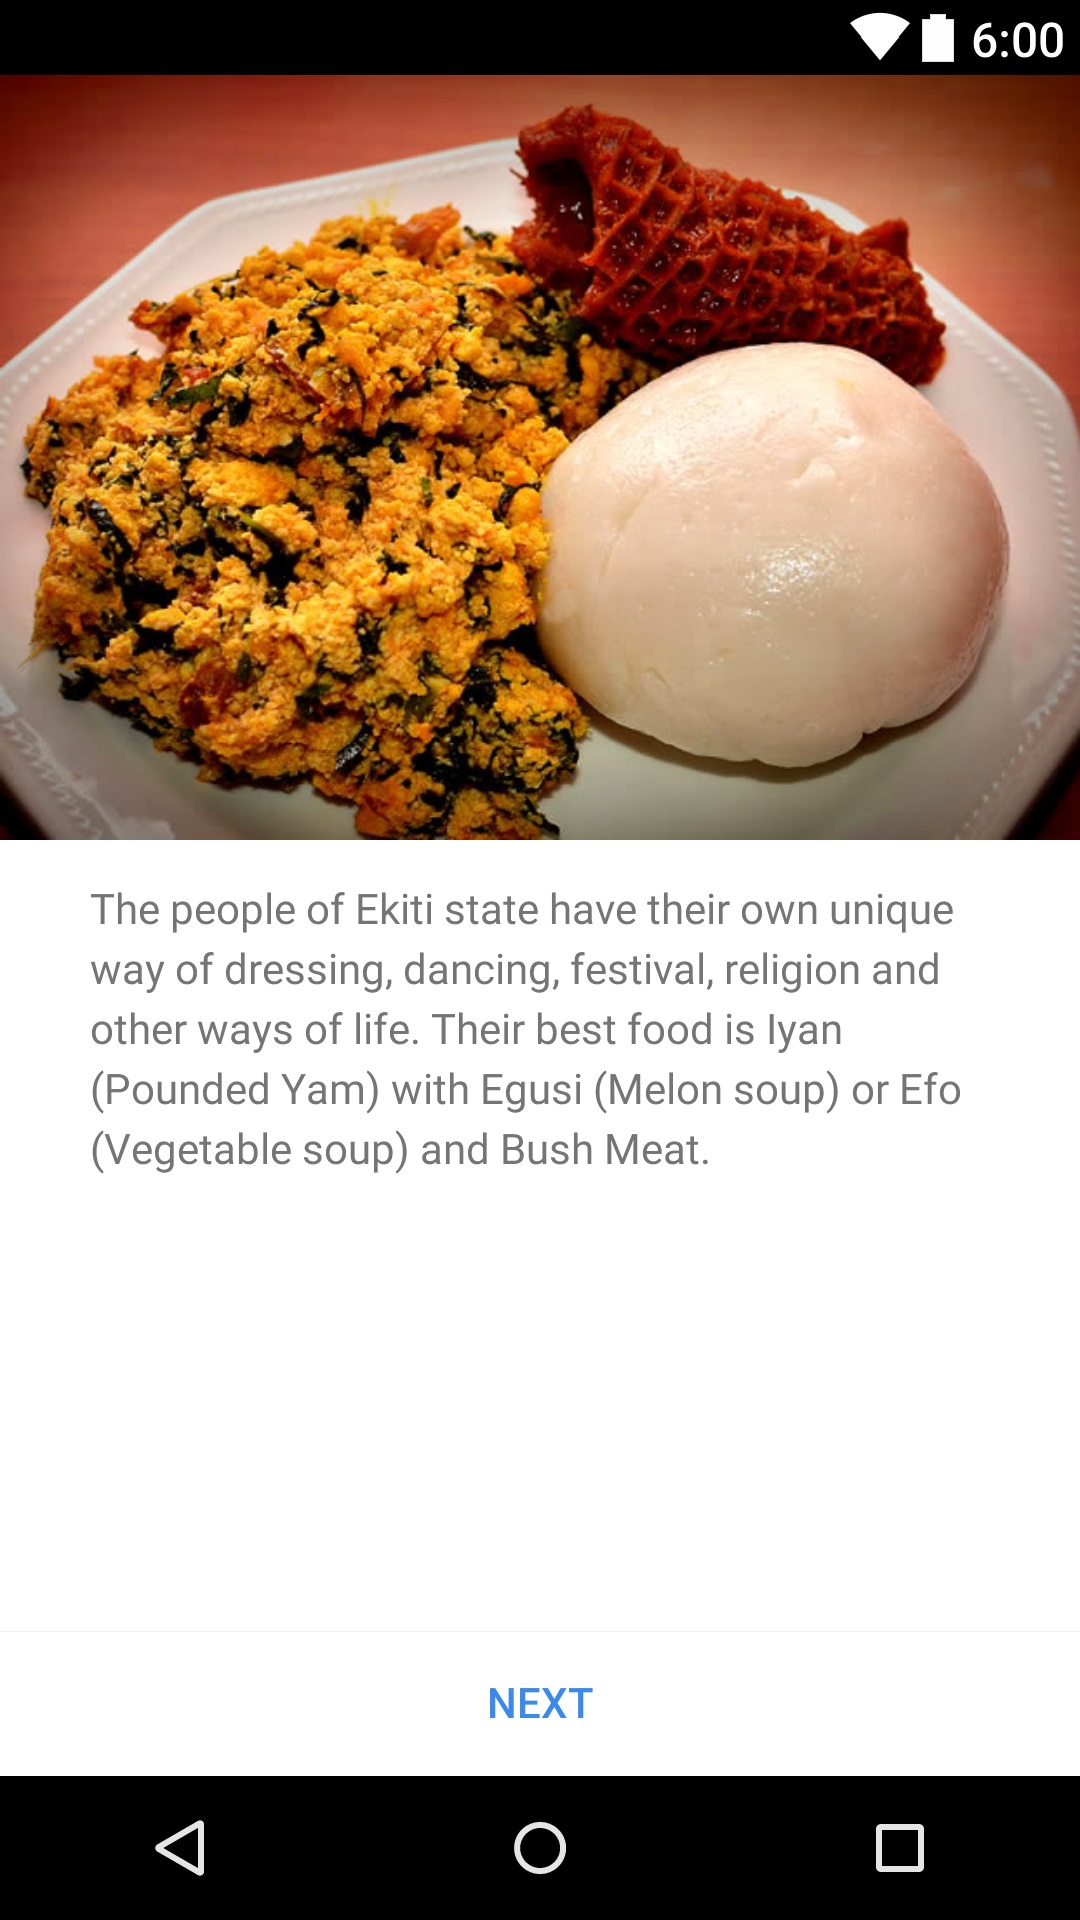 6:00
The people of Ekiti state have their own unique
way of dressing, dancing, festival, religion and
other ways of life. Their best food is Iyan
(Pounded Yam) with Egusi (Melon soup) or Efo
(Vegetable soup) and Bush Meat.
NEXT